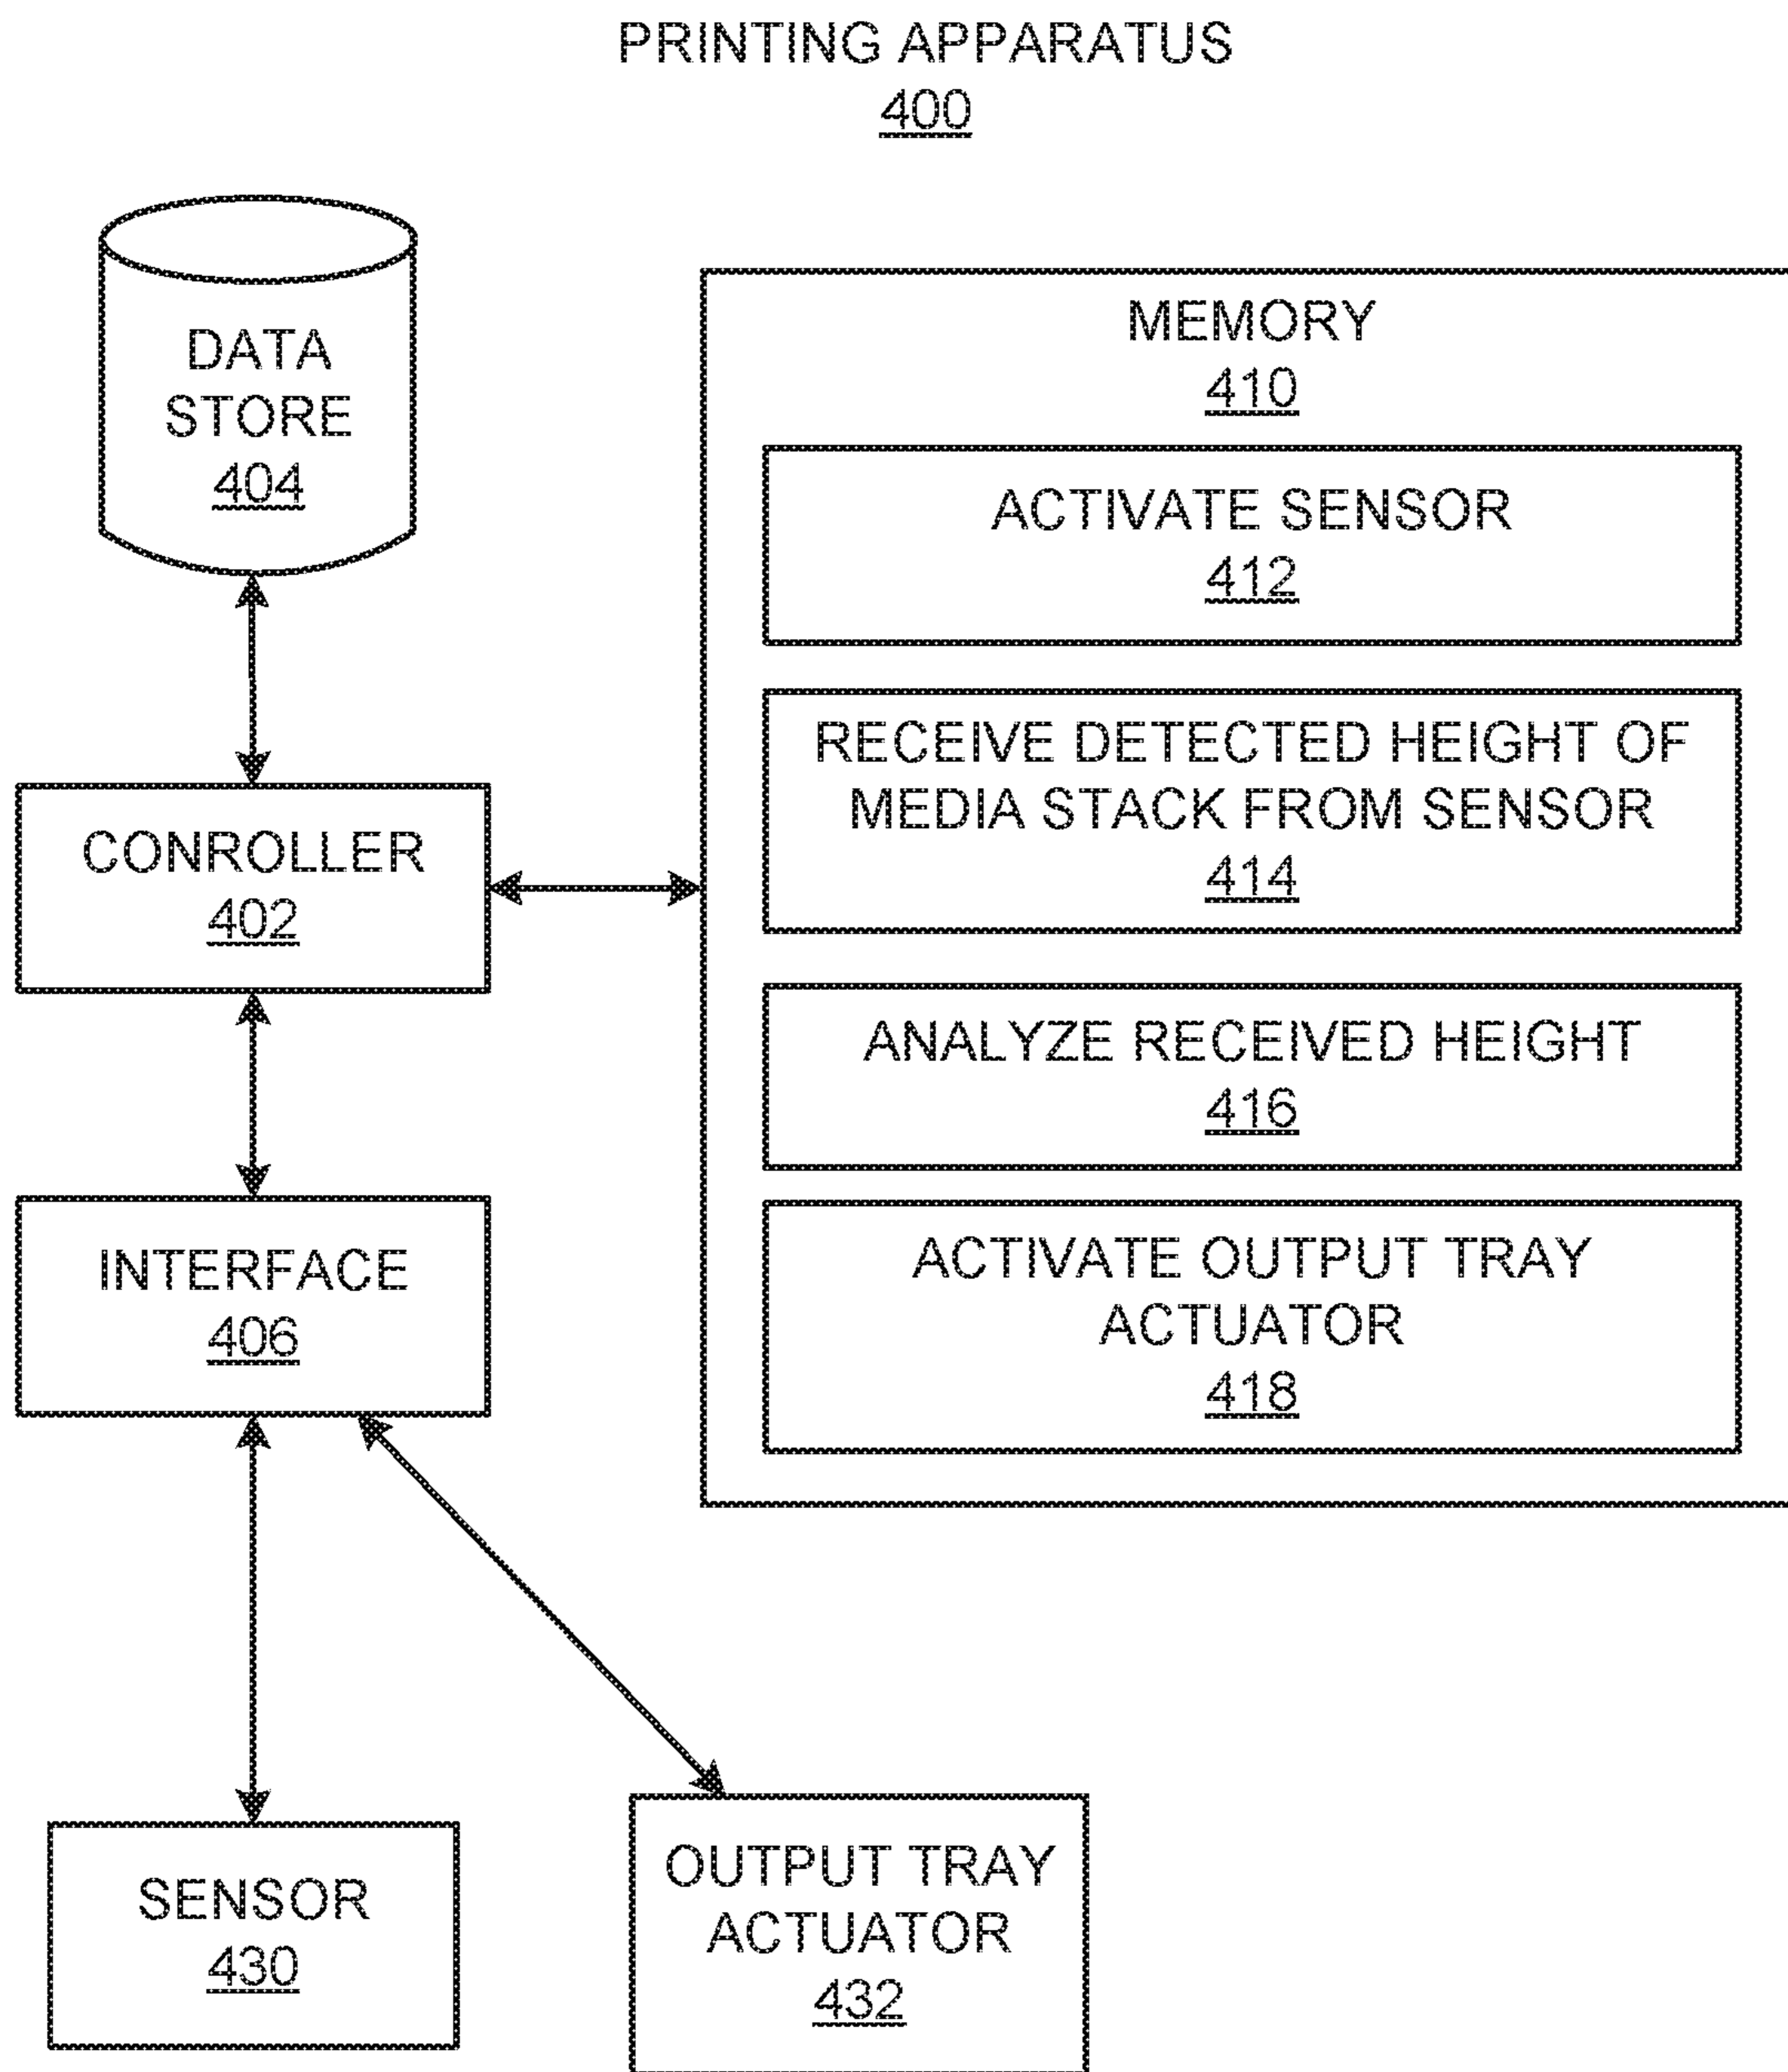 PRINTING APPARATUS
400
DATA
STORE
404
CONROLLER
402
INTERFACE
406
SENSOR
430
OUTPUT TRAY
ACTUATOR
432
MEMORY
410
ACTIVATE SENSOR
412
RECEIVE DETECTED HEIGHT OF
MEDIA STACK FROM SENSOR
414
ANALYZE RECEIVED HEIGHT
416
ACTIVATE OUTPUT TRAY
ACTUATOR
418